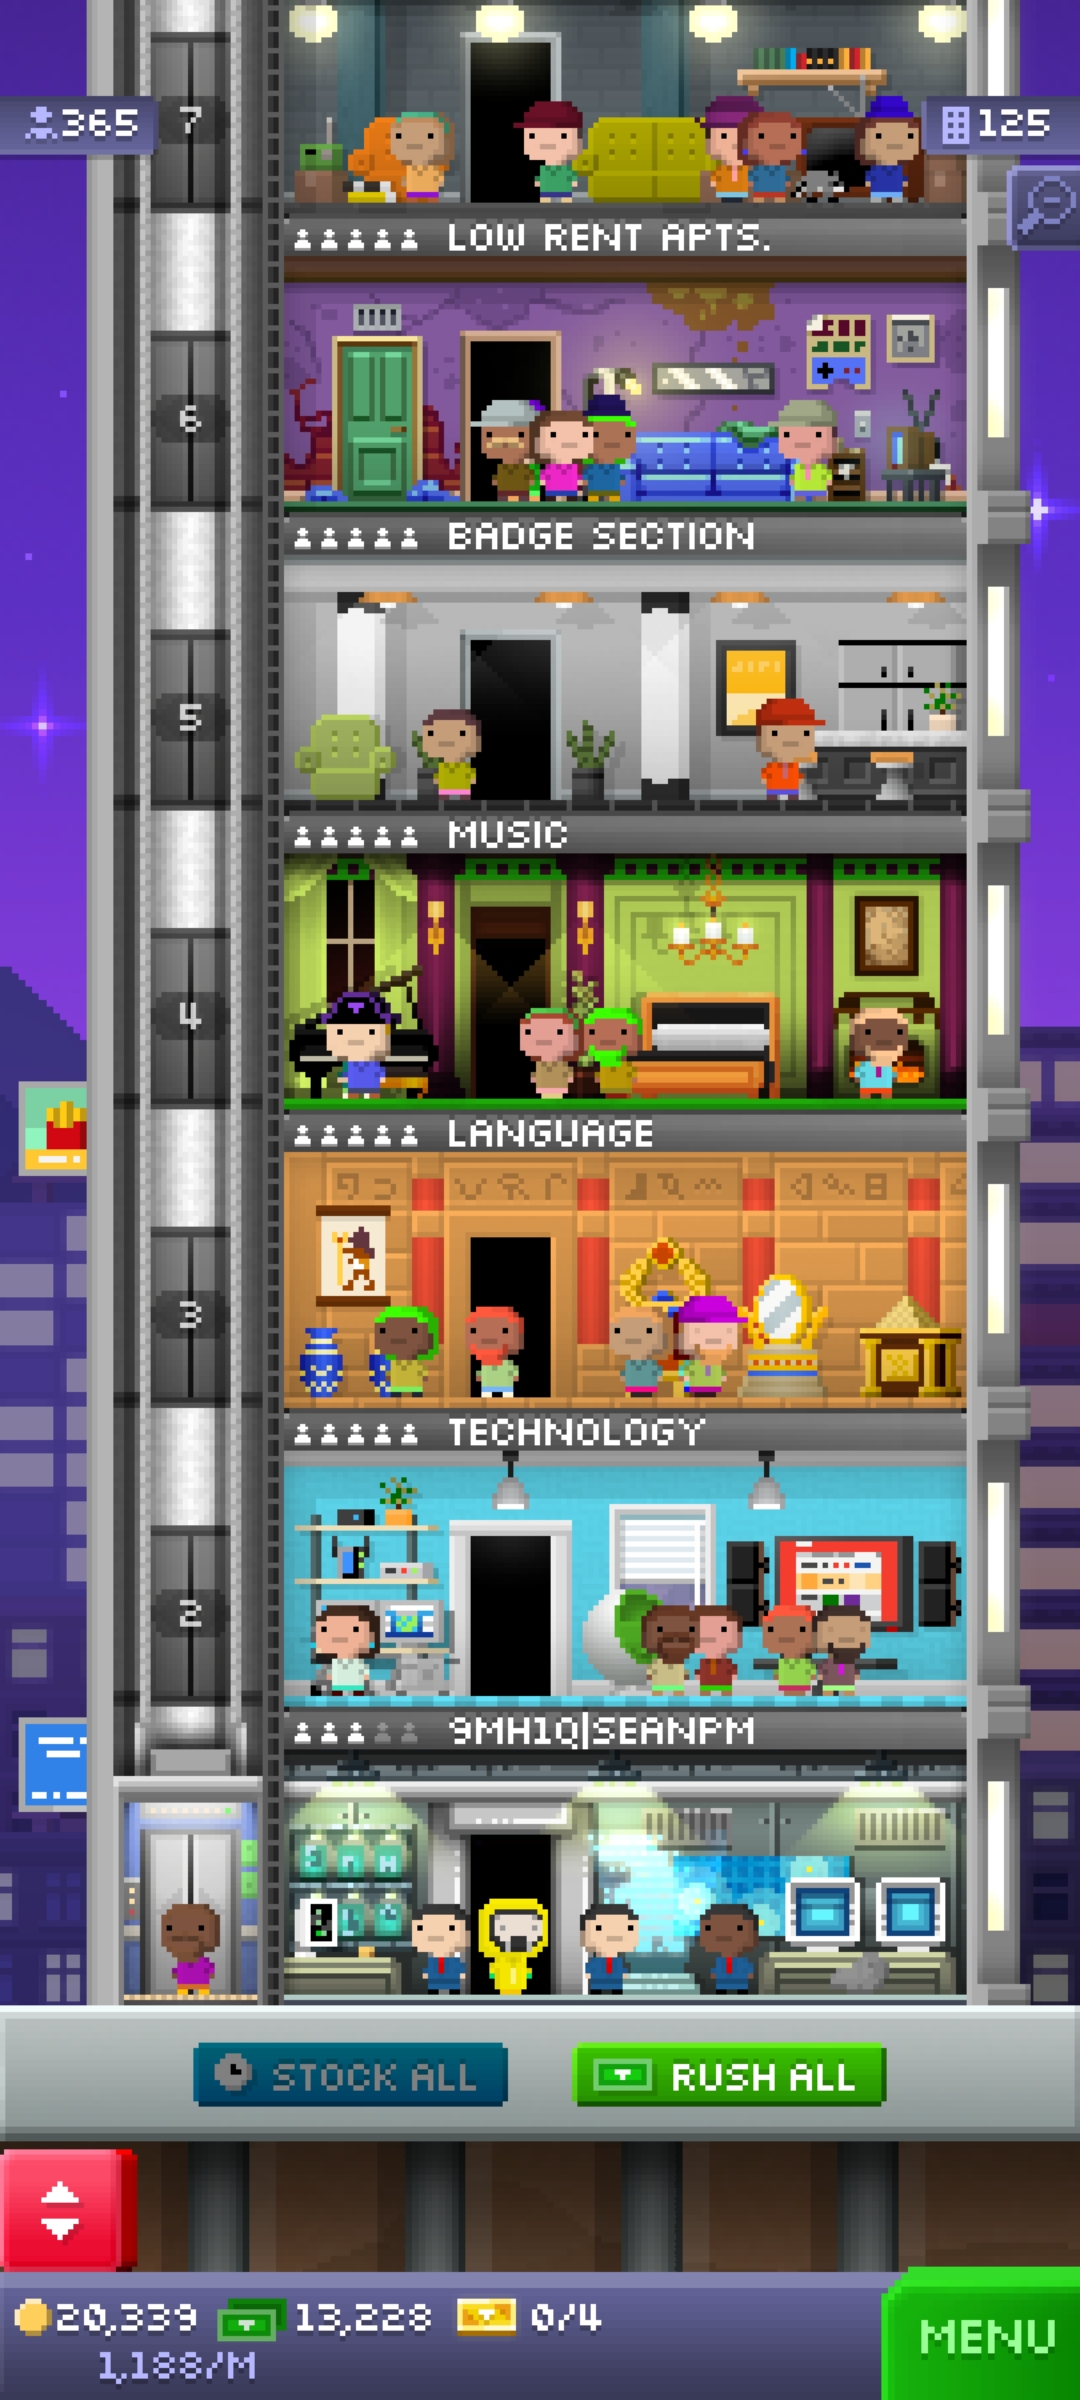 7
365
125
LOW RENT APTS.
6
BADGE SECTION
5
MUSIC
4
LANGUAGE
3
TECHNOLOGY
2
9MH1Q|SEANPM
STOCK ALL
RUSH ALL
20,339
13,228
0/4
1,188/M
MENU